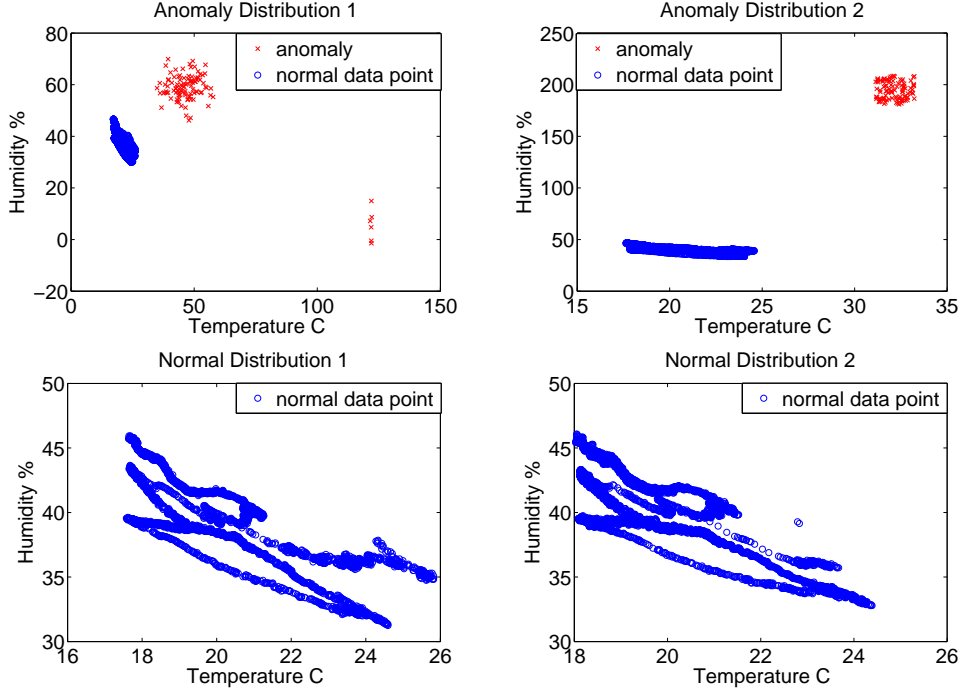 Anomaly Distribution 1
80
60
40
20
0
−20
Humidity %
anomaly
normal data point
0
50
100
150
Temperature C
Anomaly Distribution 2
250
200
150
100
50
0
Humidity %
anomaly
normal data point
15
20
25
30
35
Temperature C
Normal Distribution 1
50
45
40
35
30
Humidity %
normal data point
16
18
20
22
24
26
Temperature C
Normal Distribution 2
50
45
40
35
30
Humidity %
normal data point
18
20
22
24
26
Temperature C